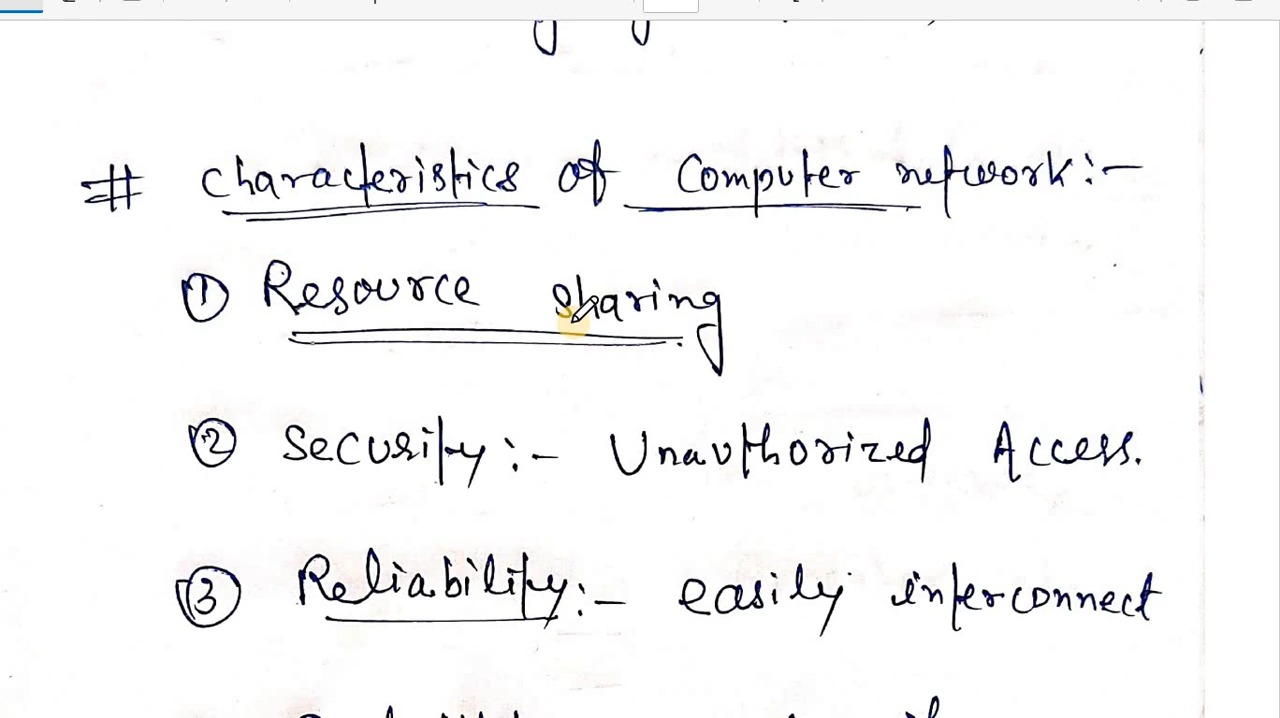 # Characteristics of Computer network:-
① Resource sharing
② Security:- Unauthorized Access.
③ Reliability:- easily interconnect